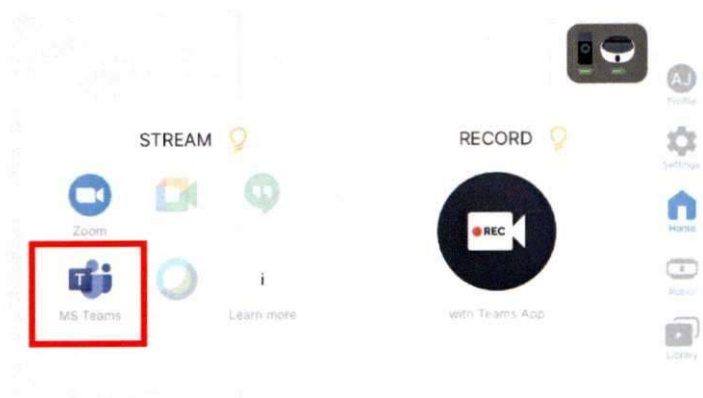 AJ
Profile
STREAM
RECORD
Settings
Zoom
REC
Home
T
MS Teams
i
Learn more
with Teams App
Robot
Library